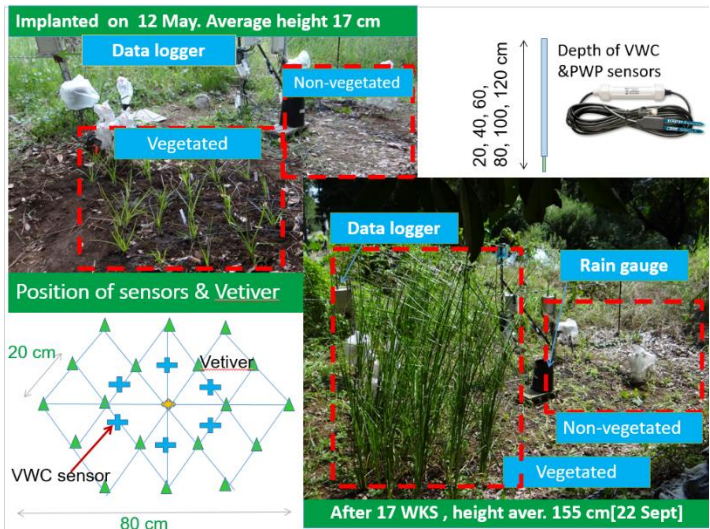 Implanted on 12 May. Average height 17 cm
Data logger
Non-vegetated
Vegetated
20, 40, 60,
80, 100, 120 cm
Depth of VWC
&PWP sensors
Position of sensors & Vetiver
20 cm
Vetiver
VWC sensor
80 cm
Data logger
Rain gauge
Non-vegetated
Vegetated
After 17 WKS , height aver. 155 cm[22 Sept]